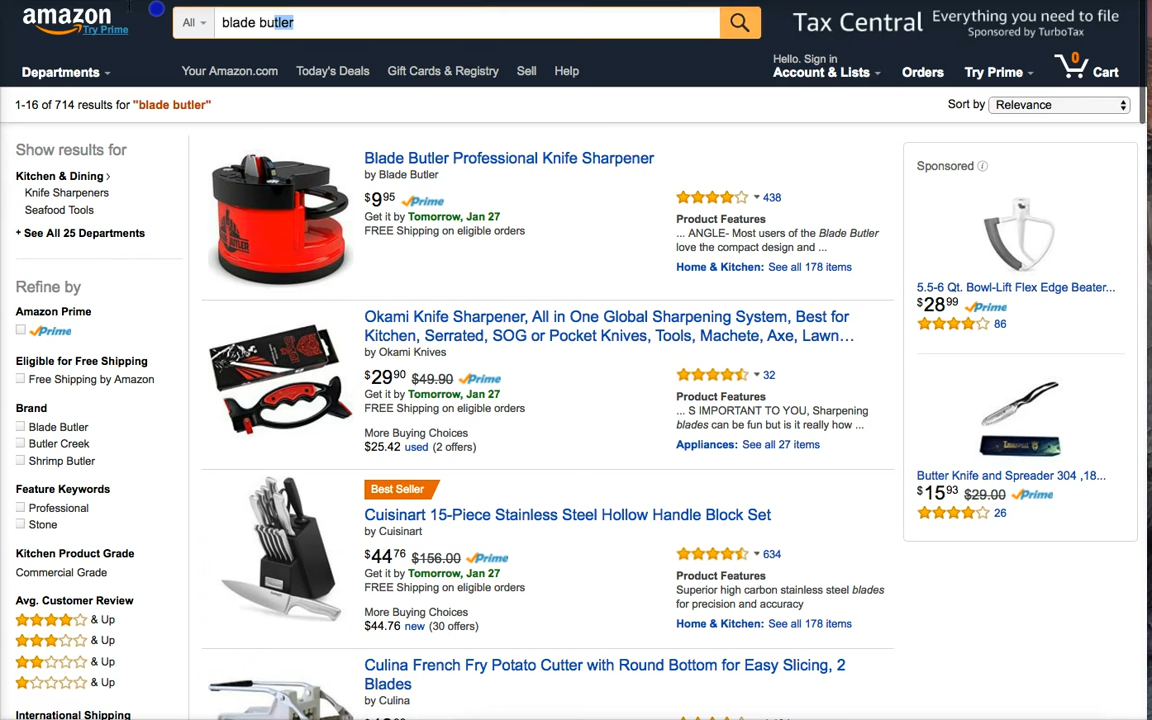 amazon
Try Prime
All
blade butler
Tax Central
Everything you need to file
Sponsored by TurboTax
Departments
Your Amazon.com
Today's Deals
Gift Cards & Registry
Sell
Help
Hello. Sign in
Account & Lists
Orders
Try Prime
0
Cart
1-16 of 714 results for "blade butler"
Sort by
Relevance
Show results for
Kitchen & Dining ›
Knife Sharpeners
Seafood Tools
+ See All 25 Departments
Refine by
Amazon Prime
Prime
Eligible for Free Shipping
Free Shipping by Amazon
Brand
Blade Butler
Butler Creek
Shrimp Butler
Feature Keywords
Professional
Stone
Kitchen Product Grade
Commercial Grade
Avg. Customer Review
& Up
& Up
& Up
& Up
International Shipping
Blade Butler Professional Knife Sharpener
by Blade Butler
$9.95 Prime
Get it by Tomorrow, Jan 27
FREE Shipping on eligible orders
438
Product Features
... ANGLE- Most users of the Blade Butler
love the compact design and ...
Home & Kitchen: See all 178 items
Okami Knife Sharpener, All in One Global Sharpening System, Best for
Kitchen, Serrated, SOG or Pocket Knives, Tools, Machete, Axe, Lawn…
by Okami Knives
$29.90 $49.90 Prime
Get it by Tomorrow, Jan 27
FREE Shipping on eligible orders
More Buying Choices
$25.42 used (2 offers)
32
Product Features
... S IMPORTANT TO YOU, Sharpening
blades can be fun but is it really how ...
Appliances: See all 27 items
Best Seller
Cuisinart 15-Piece Stainless Steel Hollow Handle Block Set
by Cuisinart
$44.76 $156.00 Prime
Get it by Tomorrow, Jan 27
FREE Shipping on eligible orders
More Buying Choices
$44.76 new (30 offers)
634
Product Features
Superior high carbon stainless steel blades
for precision and accuracy
Home & Kitchen: See all 178 items
Culina French Fry Potato Cutter with Round Bottom for Easy Slicing, 2
Blades
by Culina
Sponsored
5.5-6 Qt. Bowl-Lift Flex Edge Beater...
$28.99 Prime
86
Butter Knife and Spreader 304 ,18...
$15.93 $29.00 Prime
26